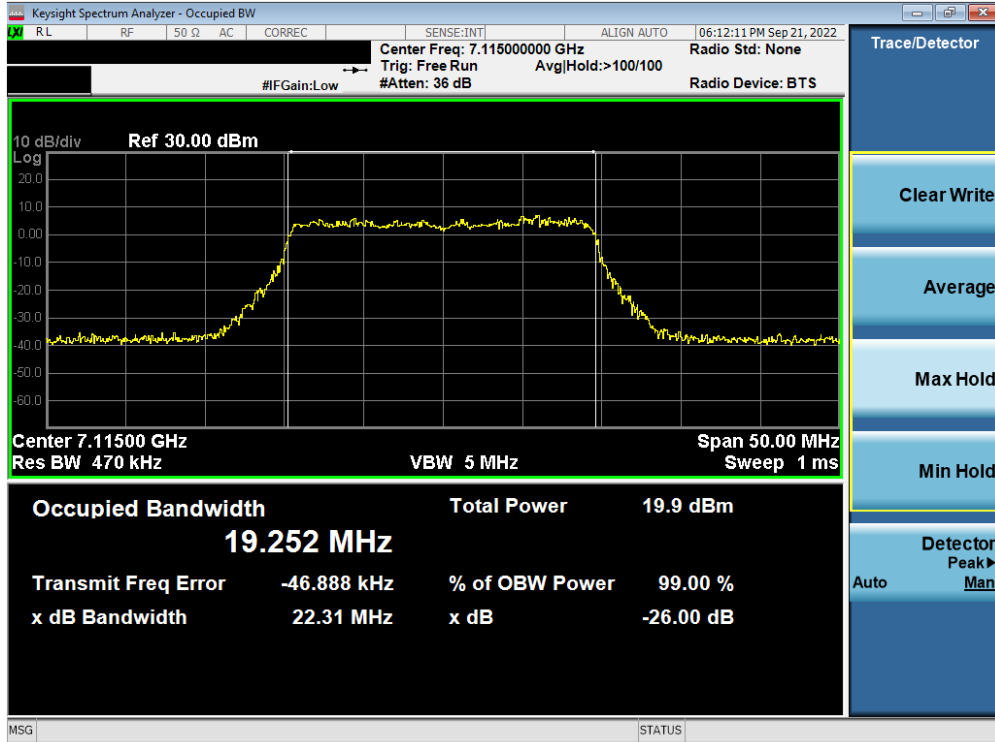 Keysight Spectrum Analyzer - Occupied BW
LXI RL RF 50 Ω AC CORREC SENSE:INT ALIGN AUTO 06:12:11 PM Sep 21, 2022
Center Freq: 7.115000000 GHz Radio Std: None
Trig: Free Run Avg|Hold:>100/100
#IFGain:Low #Atten: 36 dB Radio Device: BTS
Trace/Detector
10 dB/div Ref 30.00 dBm
Log
20.0
10.0
0.00
-10.0
-20.0
-30.0
-40.0
-50.0
-60.0
Center 7.11500 GHz Span 50.00 MHz
Res BW 470 kHz VBW 5 MHz Sweep 1 ms
Occupied Bandwidth Total Power 19.9 dBm
19.252 MHz
Transmit Freq Error -46.888 kHz % of OBW Power 99.00 %
x dB Bandwidth 22.31 MHz x dB -26.00 dB
Clear Write
Average
Max Hold
Min Hold
Detector
Peak▶
Auto Man
MSG STATUS